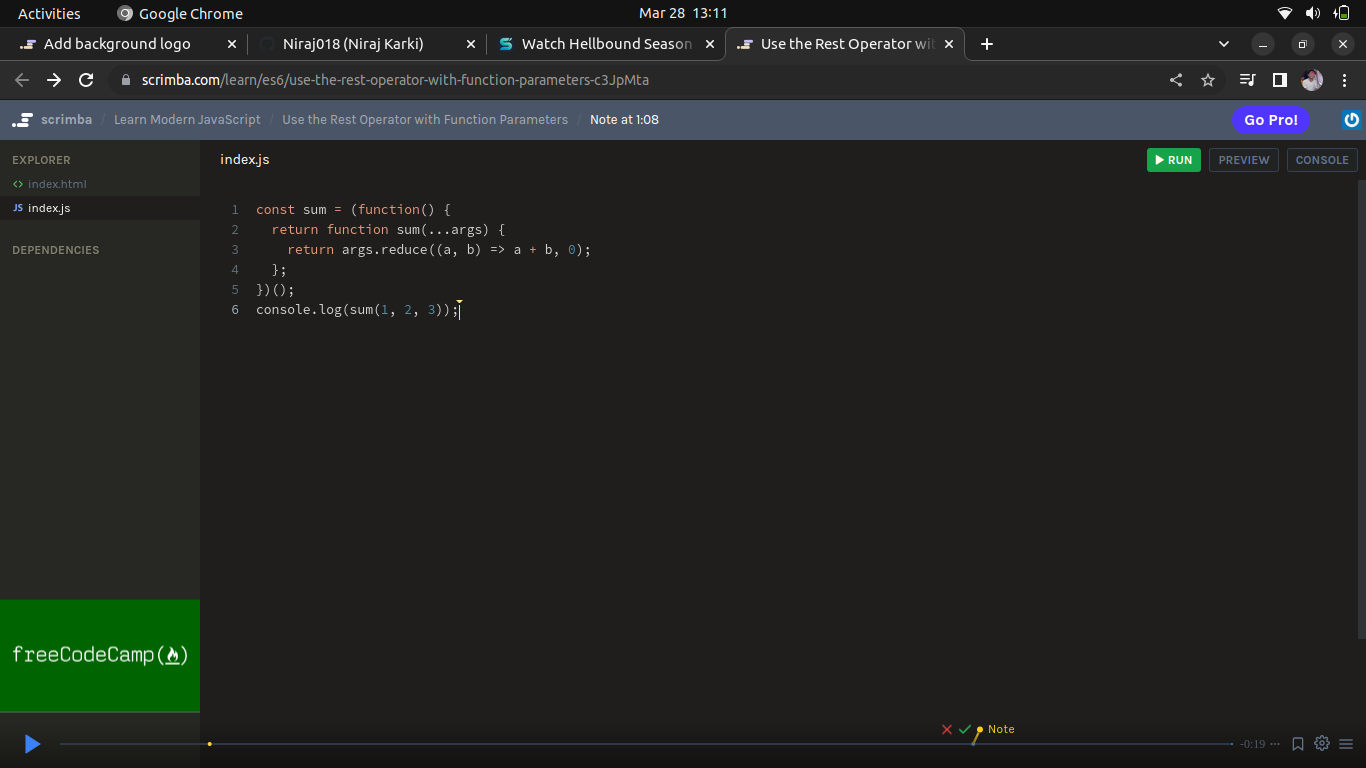 Activities Google Chrome Mar 28 13:11
Add background logo Niraj018 (Niraj Karki) Watch Hellbound Season Use the Rest Operator wit
scrimba.com/learn/es6/use-the-rest-operator-with-function-parameters-c3JpMta
scrimba / Learn Modern JavaScript / Use the Rest Operator with Function Parameters / Note at 1:08 Go Pro!
EXPLORER
<> index.html
JS index.js
DEPENDENCIES
index.js RUN PREVIEW CONSOLE
1 const sum = (function() {
2 return function sum(...args) {
3 return args.reduce((a, b) => a + b, 0);
4 };
5 })();
6 console.log(sum(1, 2, 3));
freeCodeCamp( )
Note
-0:19 ...